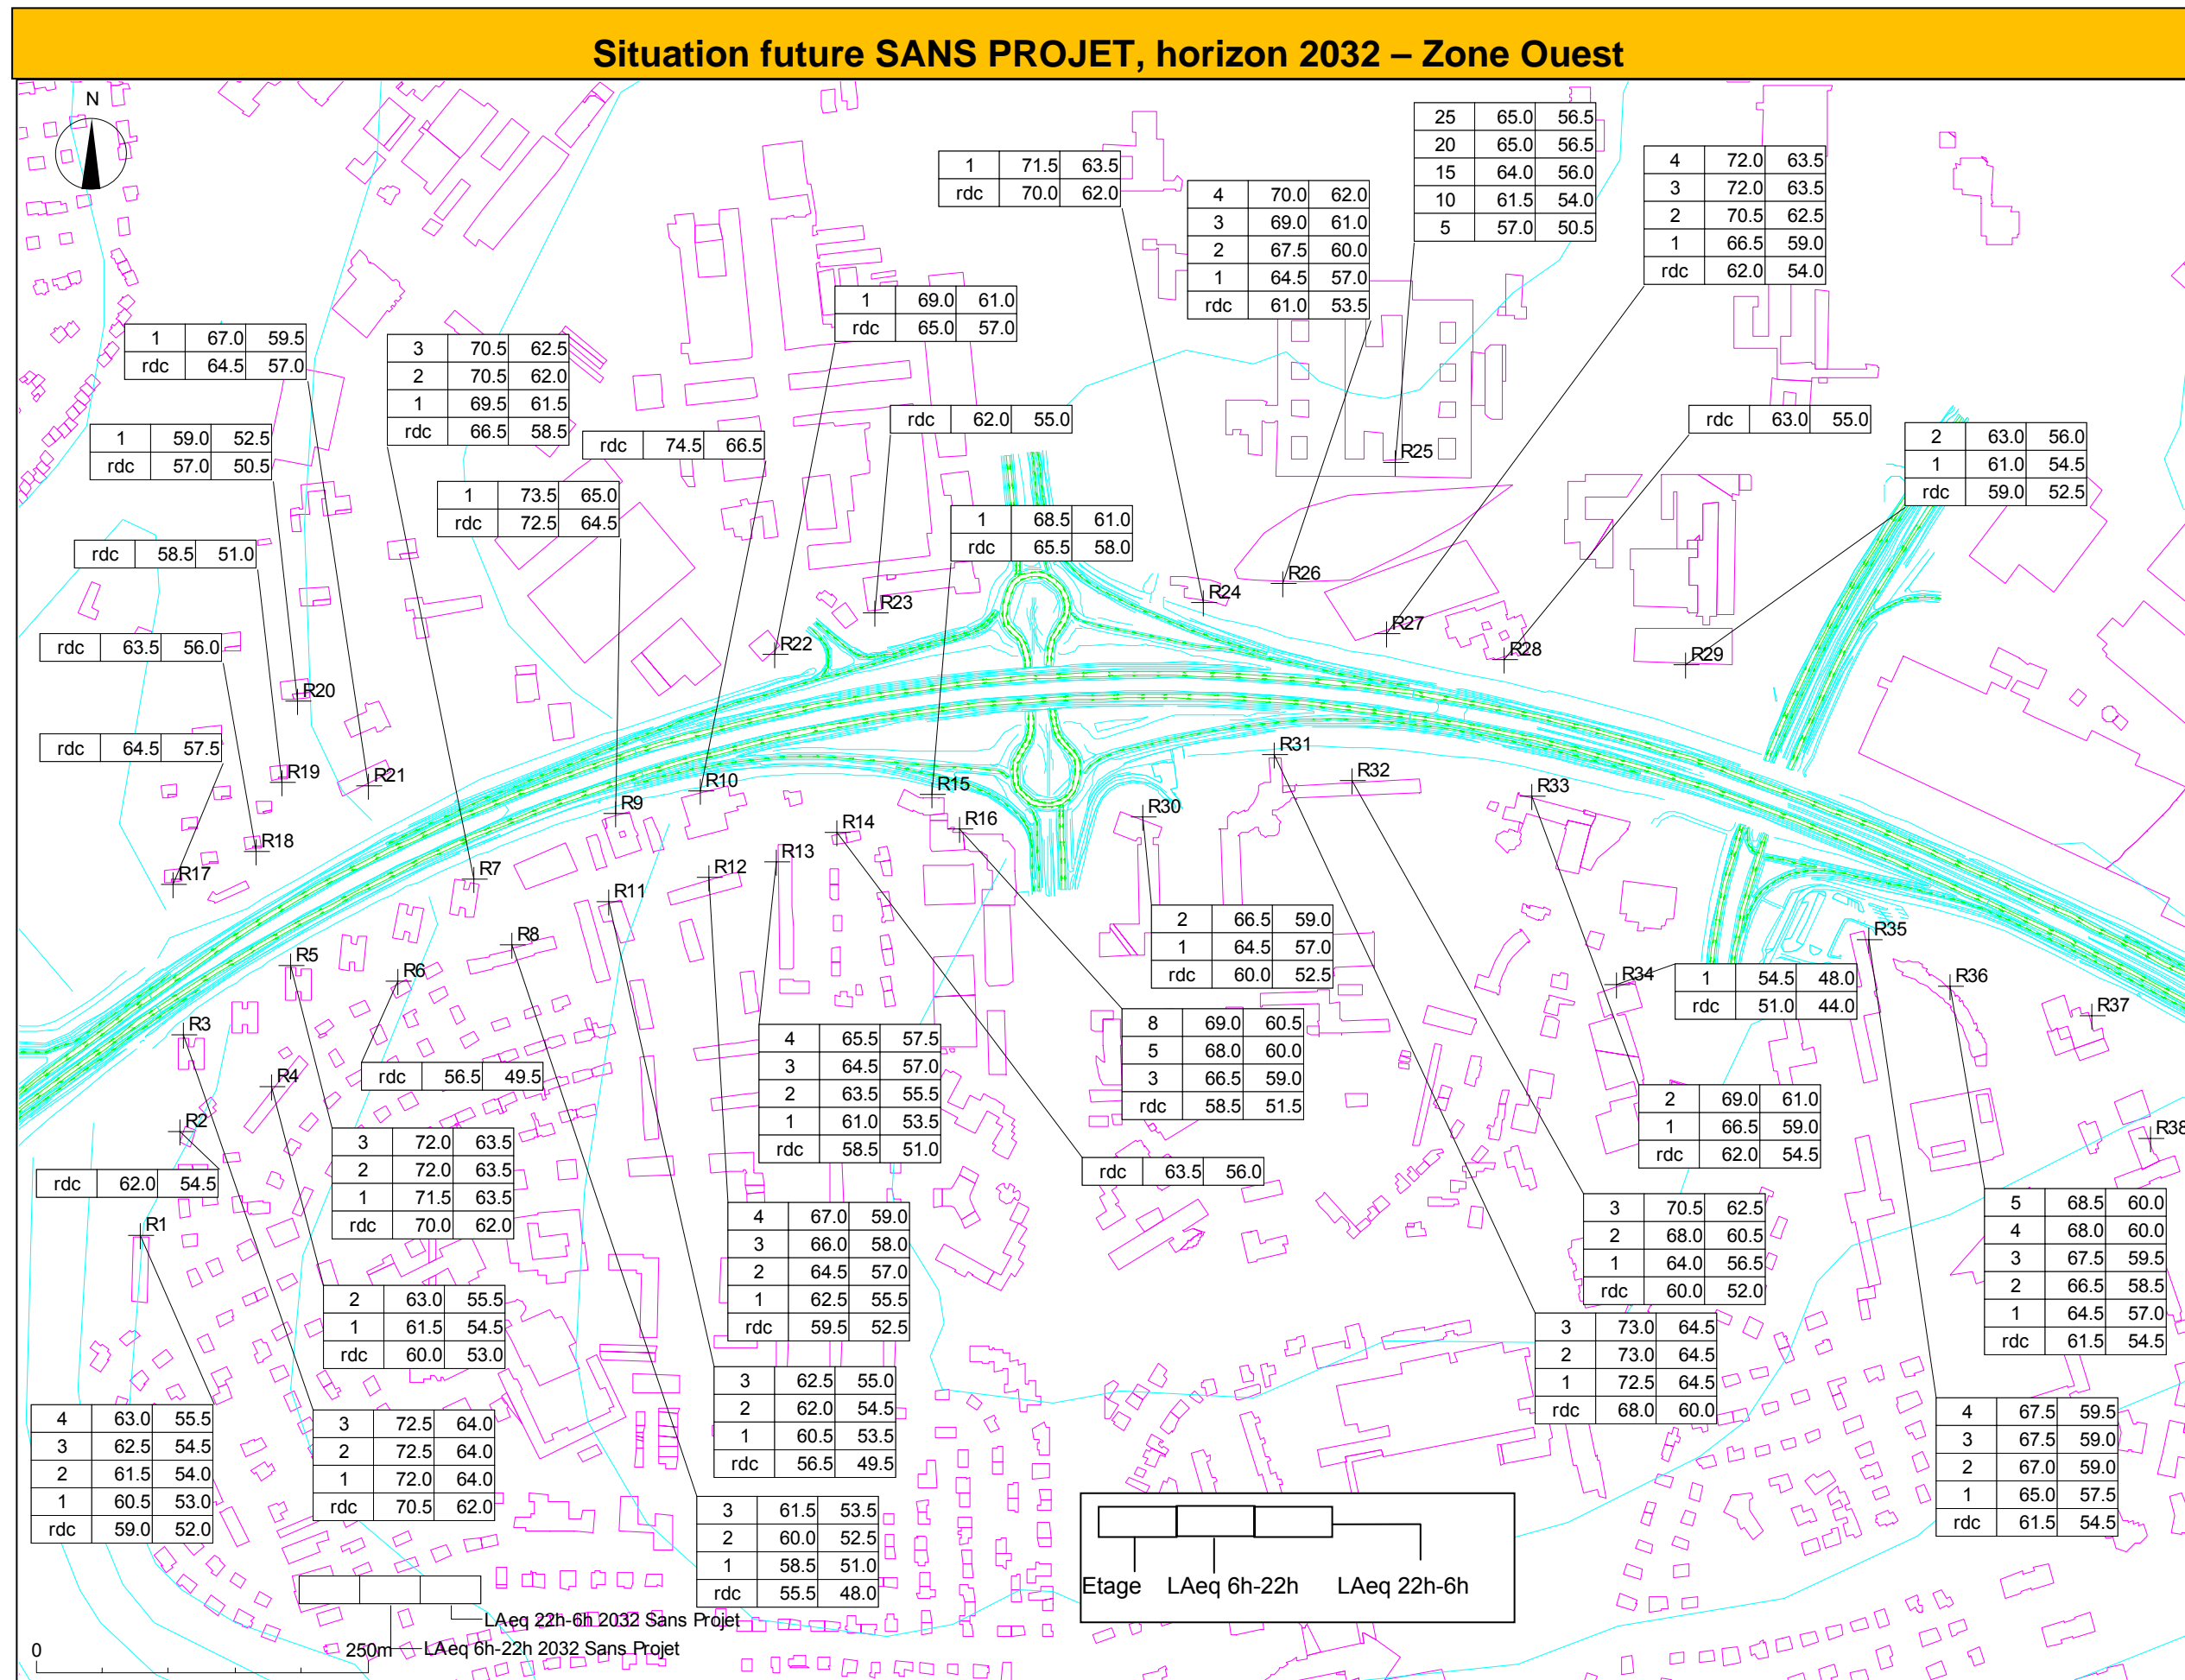 Situation future SANS PROJET, horizon 2032 – Zone Ouest
N
25 65.0 56.5
20 65.0 56.5
15 64.0 56.0
10 61.5 54.0
5 57.0 50.5
1 71.5 63.5
rdc 70.0 62.0
4 72.0 63.5
3 72.0 63.5
2 70.5 62.5
1 66.5 59.0
rdc 62.0 54.0
4 70.0 62.0
3 69.0 61.0
2 67.5 60.0
1 64.5 57.0
rdc 61.0 53.5
1 69.0 61.0
rdc 65.0 57.0
1 67.0 59.5
rdc 64.5 57.0
3 70.5 62.5
2 70.5 62.0
1 69.5 61.5
rdc 66.5 58.5
rdc 62.0 55.0
rdc 63.0 55.0
1 59.0 52.5
rdc 57.0 50.5
rdc 74.5 66.5
2 63.0 56.0
1 61.0 54.5
rdc 59.0 52.5
R25
1 73.5 65.0
rdc 72.5 64.5
1 68.5 61.0
rdc 65.5 58.0
rdc 58.5 51.0
R26
R24
R23
R27
rdc 63.5 56.0
R22
R28
R29
R20
rdc 64.5 57.5
R31
R19
R21
R10
R15
R32
R33
R9
R30
R14
R16
R18
R13
R17
R7
R12
R11
2 66.5 59.0
1 64.5 57.0
rdc 60.0 52.5
R8
R35
R5
R6
R34
1 54.5 48.0
rdc 51.0 44.0
R36
R37
R3
8 69.0 60.5
5 68.0 60.0
3 66.5 59.0
rdc 58.5 51.5
4 65.5 57.5
3 64.5 57.0
2 63.5 55.5
1 61.0 53.5
rdc 58.5 51.0
R4
rdc 56.5 49.5
2 69.0 61.0
1 66.5 59.0
rdc 62.0 54.5
R2
R38
3 72.0 63.5
2 72.0 63.5
1 71.5 63.5
rdc 70.0 62.0
rdc 63.5 56.0
rdc 62.0 54.5
5 68.5 60.0
4 68.0 60.0
3 67.5 59.5
2 66.5 58.5
1 64.5 57.0
rdc 61.5 54.5
3 70.5 62.5
2 68.0 60.5
1 64.0 56.5
rdc 60.0 52.0
4 67.0 59.0
3 66.0 58.0
2 64.5 57.0
1 62.5 55.5
rdc 59.5 52.5
R1
2 63.0 55.5
1 61.5 54.5
rdc 60.0 53.0
3 73.0 64.5
2 73.0 64.5
1 72.5 64.5
rdc 68.0 60.0
3 62.5 55.0
2 62.0 54.5
1 60.5 53.5
rdc 56.5 49.5
4 67.5 59.5
3 67.5 59.0
2 67.0 59.0
1 65.0 57.5
rdc 61.5 54.5
4 63.0 55.5
3 62.5 54.5
2 61.5 54.0
1 60.5 53.0
rdc 59.0 52.0
3 72.5 64.0
2 72.5 64.0
1 72.0 64.0
rdc 70.5 62.0
3 61.5 53.5
2 60.0 52.5
1 58.5 51.0
rdc 55.5 48.0
Etage LAeq 6h-22h LAeq 22h-6h
LAeq 22h-6h 2032 Sans Projet
LAeq 6h-22h 2032 Sans Projet
0 250m